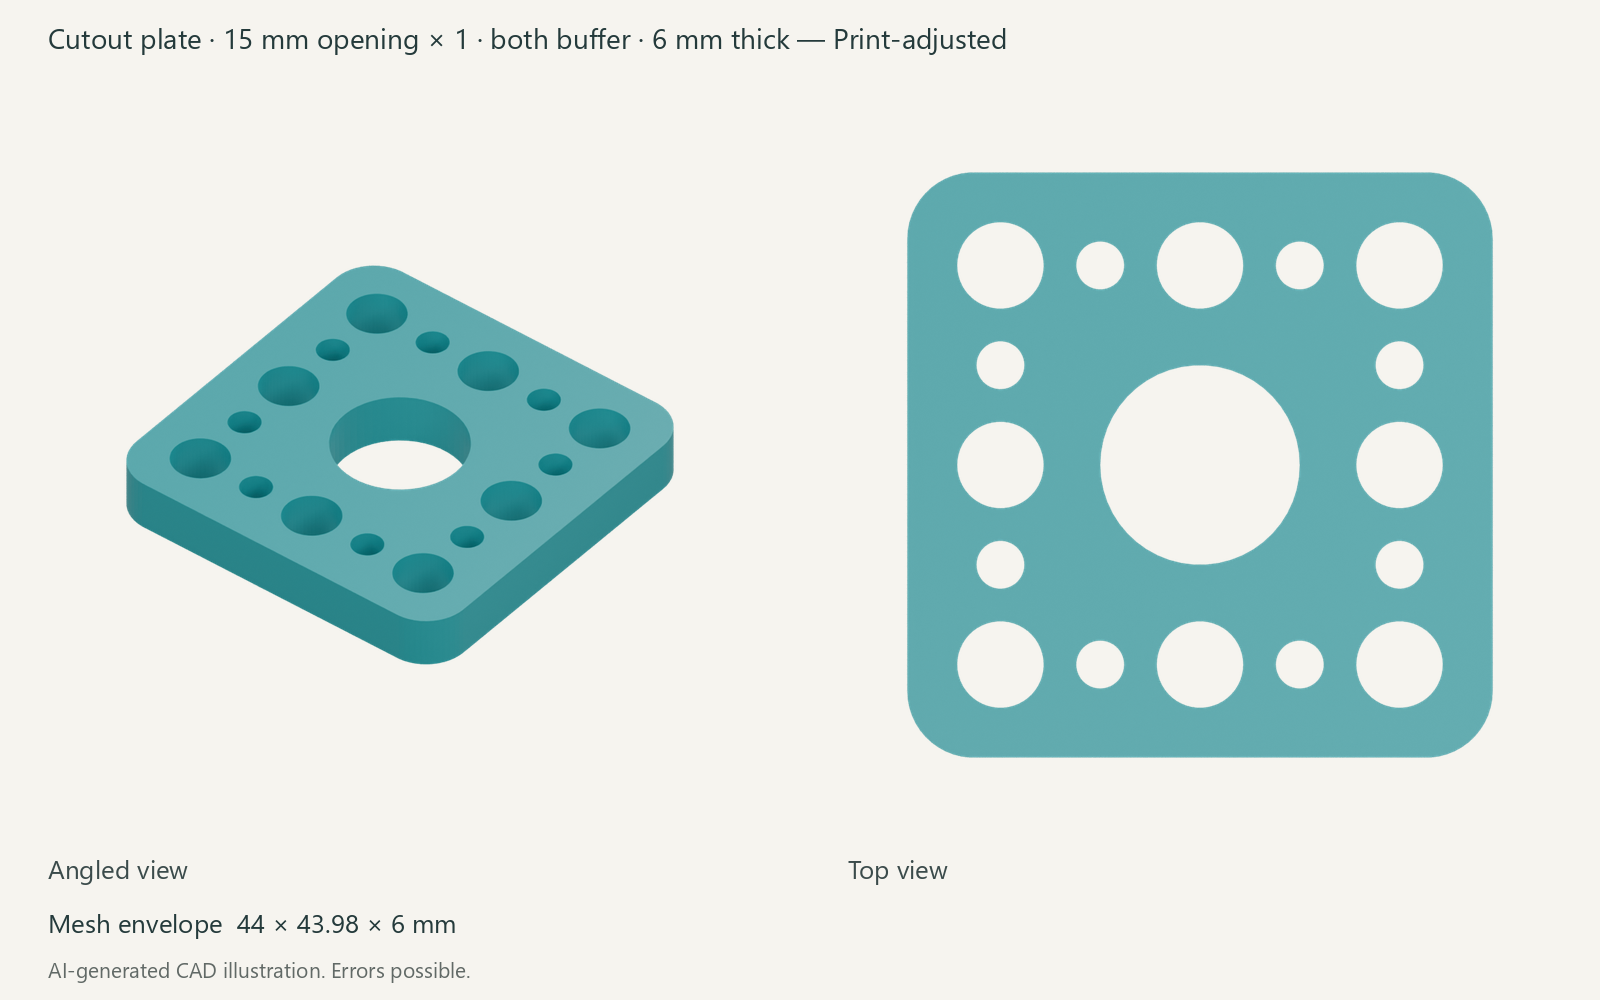 Cutout plate · 15 mm opening × 1 · both buffer · 6 mm thick — Print-adjusted
Angled view
Top view
Mesh envelope  44 × 43.98 × 6 mm
AI-generated CAD illustration. Errors possible.